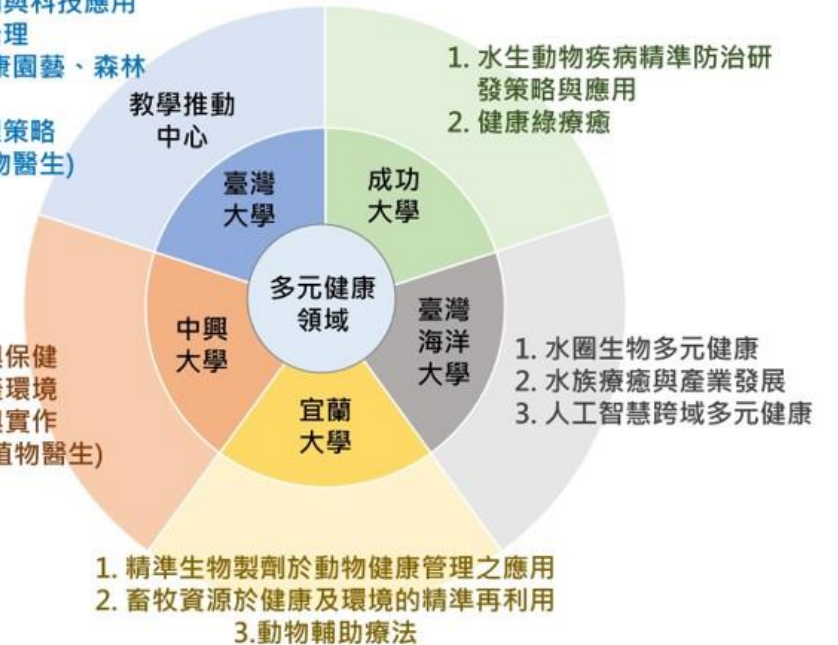 與科技應用
理
康園藝、森林
策略
物醫生)
教學推動
中心
臺灣
大學
成功
大學
1. 水生動物疾病精準防治研
發策略與應用
2. 健康綠療癒
多元健康
領域
中興
大學
臺灣
海洋
大學
宜蘭
大學
保健
環境
實作
植物醫生)
1. 水圈生物多元健康
2. 水族療癒與產業發展
3. 人工智慧跨域多元健康
1. 精準生物製劑於動物健康管理之應用
2. 畜牧資源於健康及環境的精準再利用
3.動物輔助療法